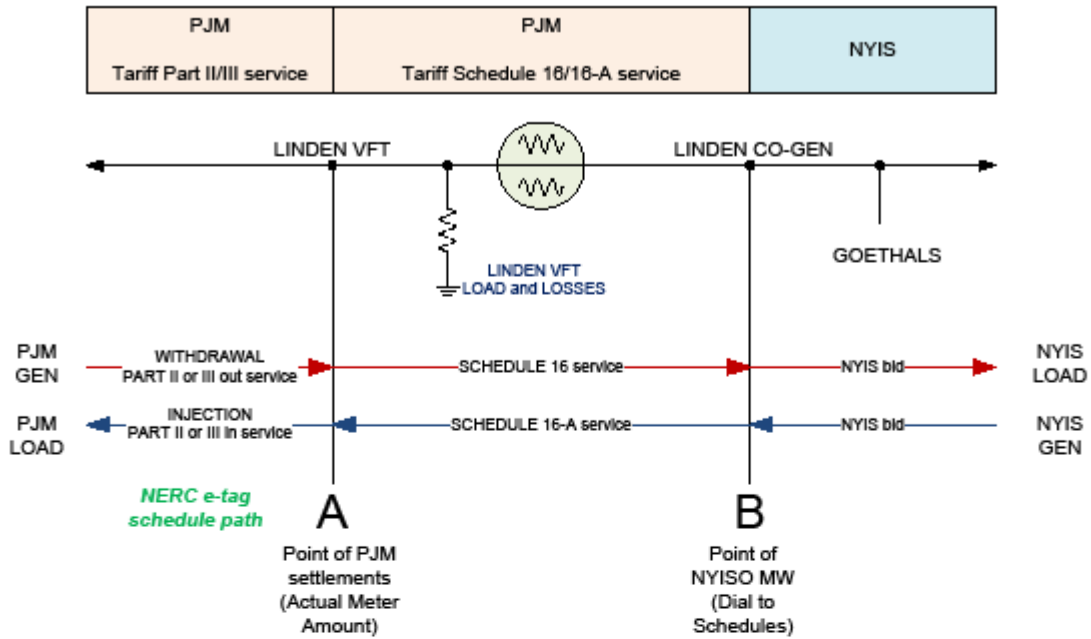 PJM
Tariff Part II/III service
PJM
Tariff Schedule 16/16-A service
NYIS
LINDEN VFT
LINDEN CO-GEN
GOETHALS
LINDEN VFT
LOAD and LOSSES
PJM
GEN
WITHDRAWAL
PART II or III out service
SCHEDULE 16 service
NYIS bid
NYIS
LOAD
PJM
LOAD
INJECTION
PART II or III in service
SCHEDULE 16-A service
NYIS bid
NYIS
GEN
NERC e-tag
schedule path
A
Point of PJM
settlements
(Actual Meter
Amount)
B
Point of
NYISO MW
(Dial to
Schedules)